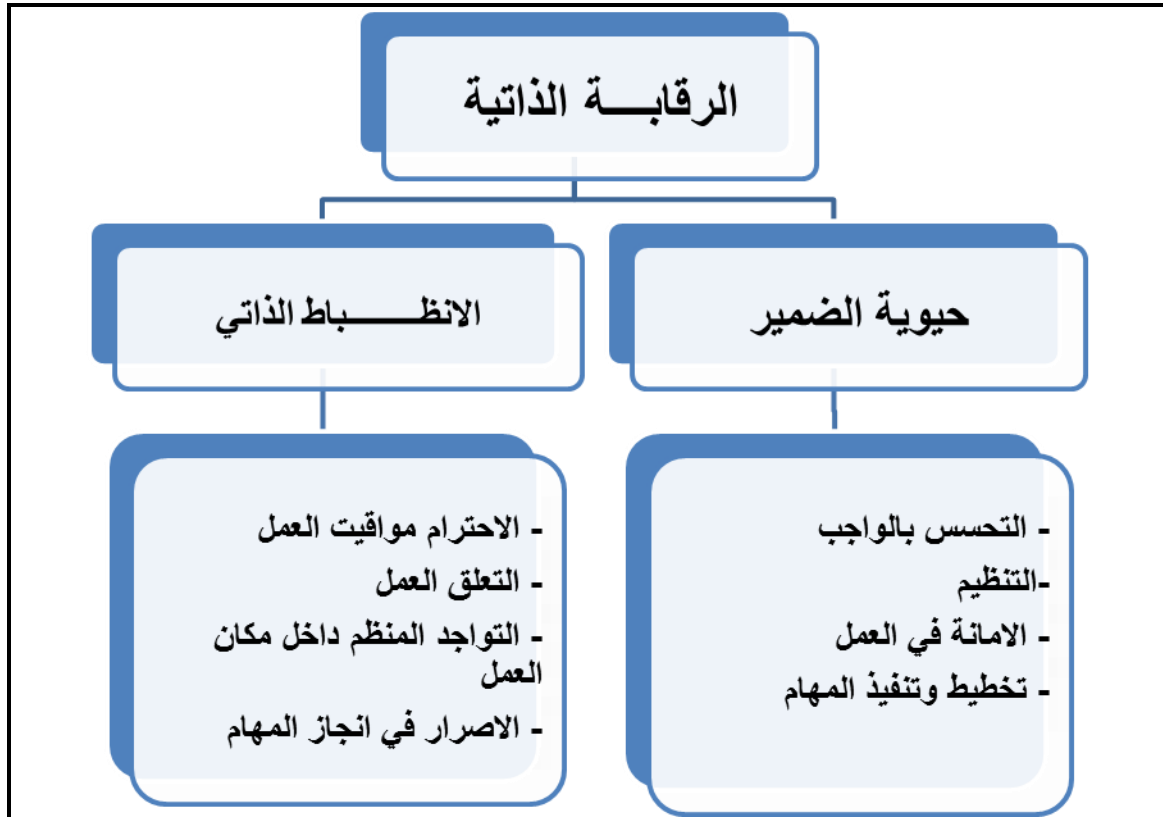 الرقابـــة الذاتية
حيوية الضمير
الانظـــــــباط الذاتي
- التحسس بالواجب
-التنظيم
- الامانة في العمل
- تخطيط وتنفيذ المهام
- الاحترام مواقيت العمل
- التعلق العمل
- التواجد المنظم داخل مكان
العمل
- الاصرار في انجاز المهام